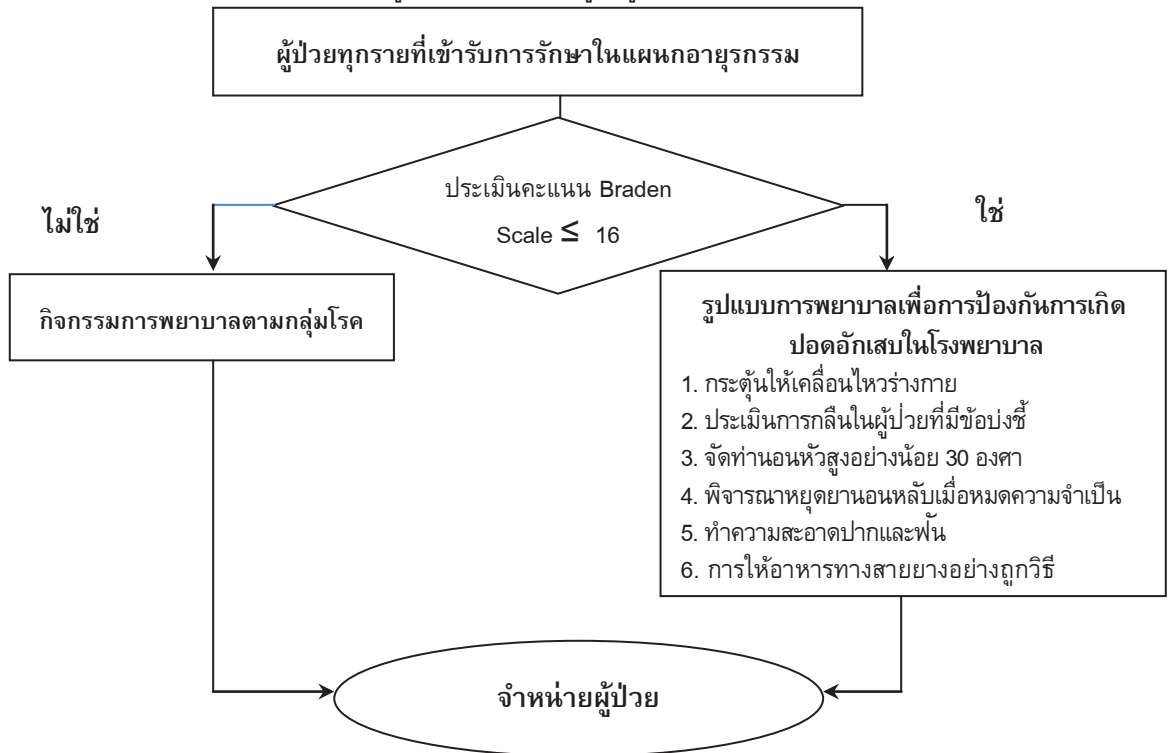 ผู้ป่วยทุกรายที่เข้ารับการรักษาในแผนกอายุรกรรม
ประเมินคะแนน Braden
Scale ≤ 16
ไม่ใช่
ใช่
กิจกรรมการพยาบาลตามกลุ่มโรค
รูปแบบการพยาบาลเพื่อการป้องกันการเกิด
ปอดอักเสบในโรงพยาบาล
1. กระตุ้นให้เคลื่อนไหวร่างกาย
2. ประเมินการกลืนในผู้ป่วยที่มีข้อบ่งชี้
3. จัดท่านอนหัวสูงอย่างน้อย 30 องศา
4. พิจารณาหยุดยานอนหลับเมื่อหมดความจำเป็น
5. ทำความสะอาดปากและฟัน
6. การให้อาหารทางสายยางอย่างถูกวิธี
จำหน่ายผู้ป่วย